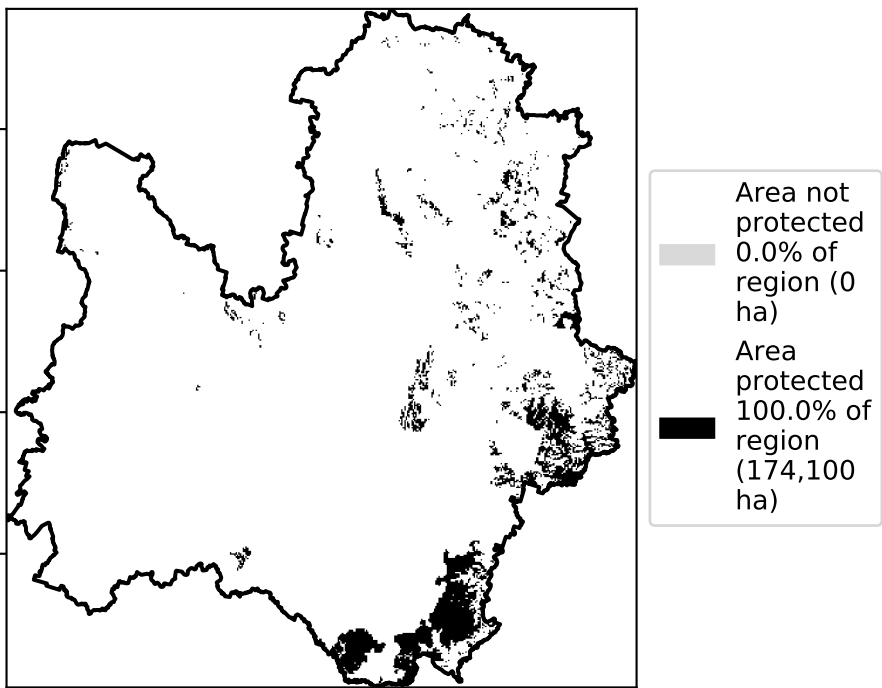 Area not
protected
0.0% of
region (0
ha)
Area
protected
100.0% of
region
(174,100
ha)